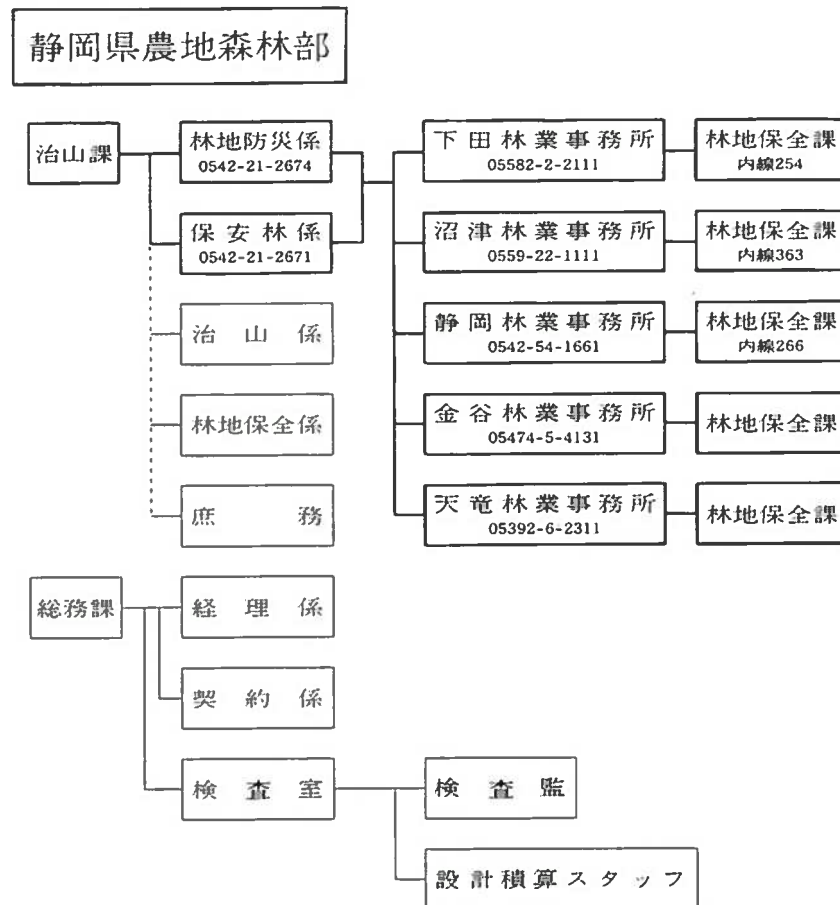 静岡県農地森林部
治山課
林地防災係
0542-21-2674
下田林業事務所
05582-2-2111
林地保全課
内線254
保安林係
0542-21-2671
沼津林業事務所
0559-22-1111
林地保全課
内線363
治山係
静岡林業事務所
0542-54-1661
林地保全課
内線266
林地保全係
金谷林業事務所
05474-5-4131
林地保全課
庶務
天竜林業事務所
05392-6-2311
林地保全課
総務課
経理係
契約係
検査室
検査監
設計積算スタッフ